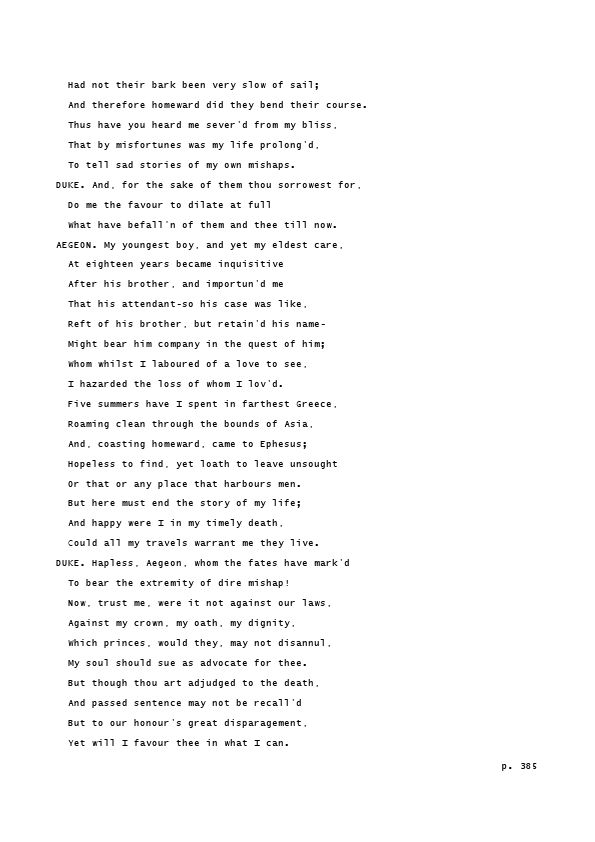 Had not their bark been very slow of sail;
And therefore homeward did they bend their course.
Thus have you heard me sever'd from my bliss,
That by misfortunes was my life prolong'd,
To tell sad stories of my own mishaps.
DUKE. And, for the sake of them thou sorrowest for,
Do me the favour to dilate at full
What have befall'n of them and thee till now.
AEGEON. My youngest boy, and yet my eldest care,
At eighteen years became inquisitive
After his brother, and importun'd me
That his attendant-so his case was like,
Reft of his brother, but retain'd his name-
Might bear him company in the quest of him;
Whom whilst I laboured of a love to see,
I hazarded the loss of whom I lov'd.
Five summers have I spent in farthest Greece,
Roaming clean through the bounds of Asia,
And, coasting homeward, came to Ephesus;
Hopeless to find, yet loath to leave unsought
Or that or any place that harbours men.
But here must end the story of my life;
And happy were I in my timely death,
Could all my travels warrant me they live.
DUKE. Hapless, Aegeon, whom the fates have mark'd
To bear the extremity of dire mishap!
Now, trust me, were it not against our laws,
Against my crown, my oath, my dignity,
Which princes, would they, may not disannul,
My soul should sue as advocate for thee.
But though thou art adjudged to the death,
And passed sentence may not be recall'd
But to our honour's great disparagement,
Yet will I favour thee in what I can.
p. 385